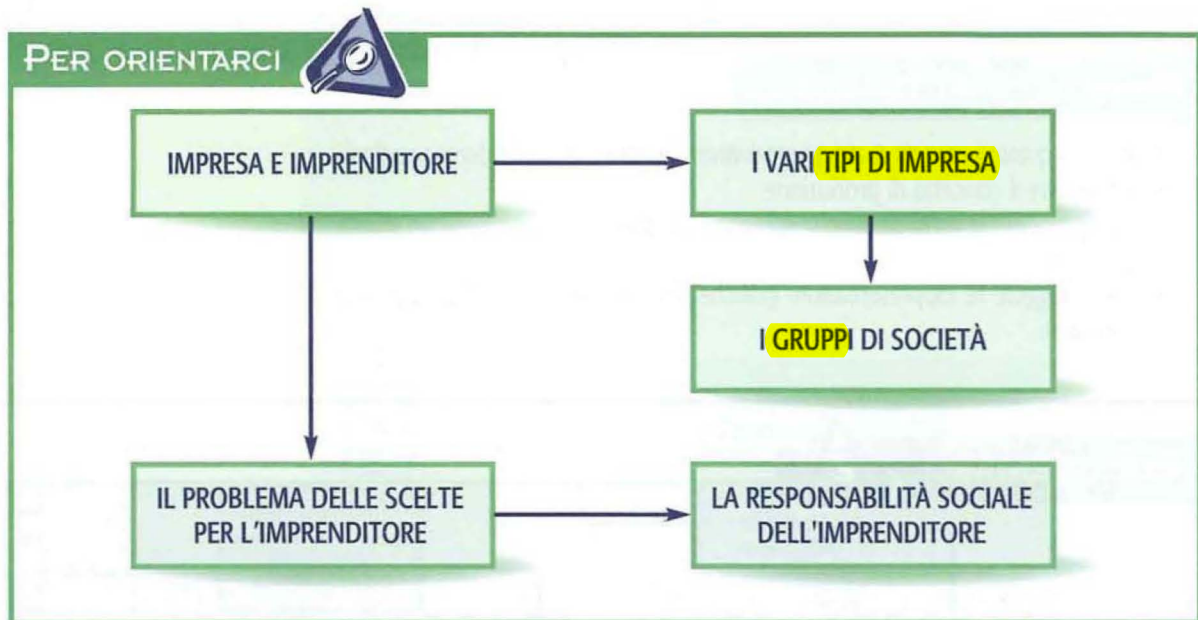 PER ORIENTARCI
IMPRESA E IMPRENDITORE
I VARI TIPI DI IMPRESA
I GRUPPI DI SOCIETÀ
IL PROBLEMA DELLE SCELTE
PER L'IMPRENDITORE
LA RESPONSABILITÀ SOCIALE
DELL'IMPRENDITORE